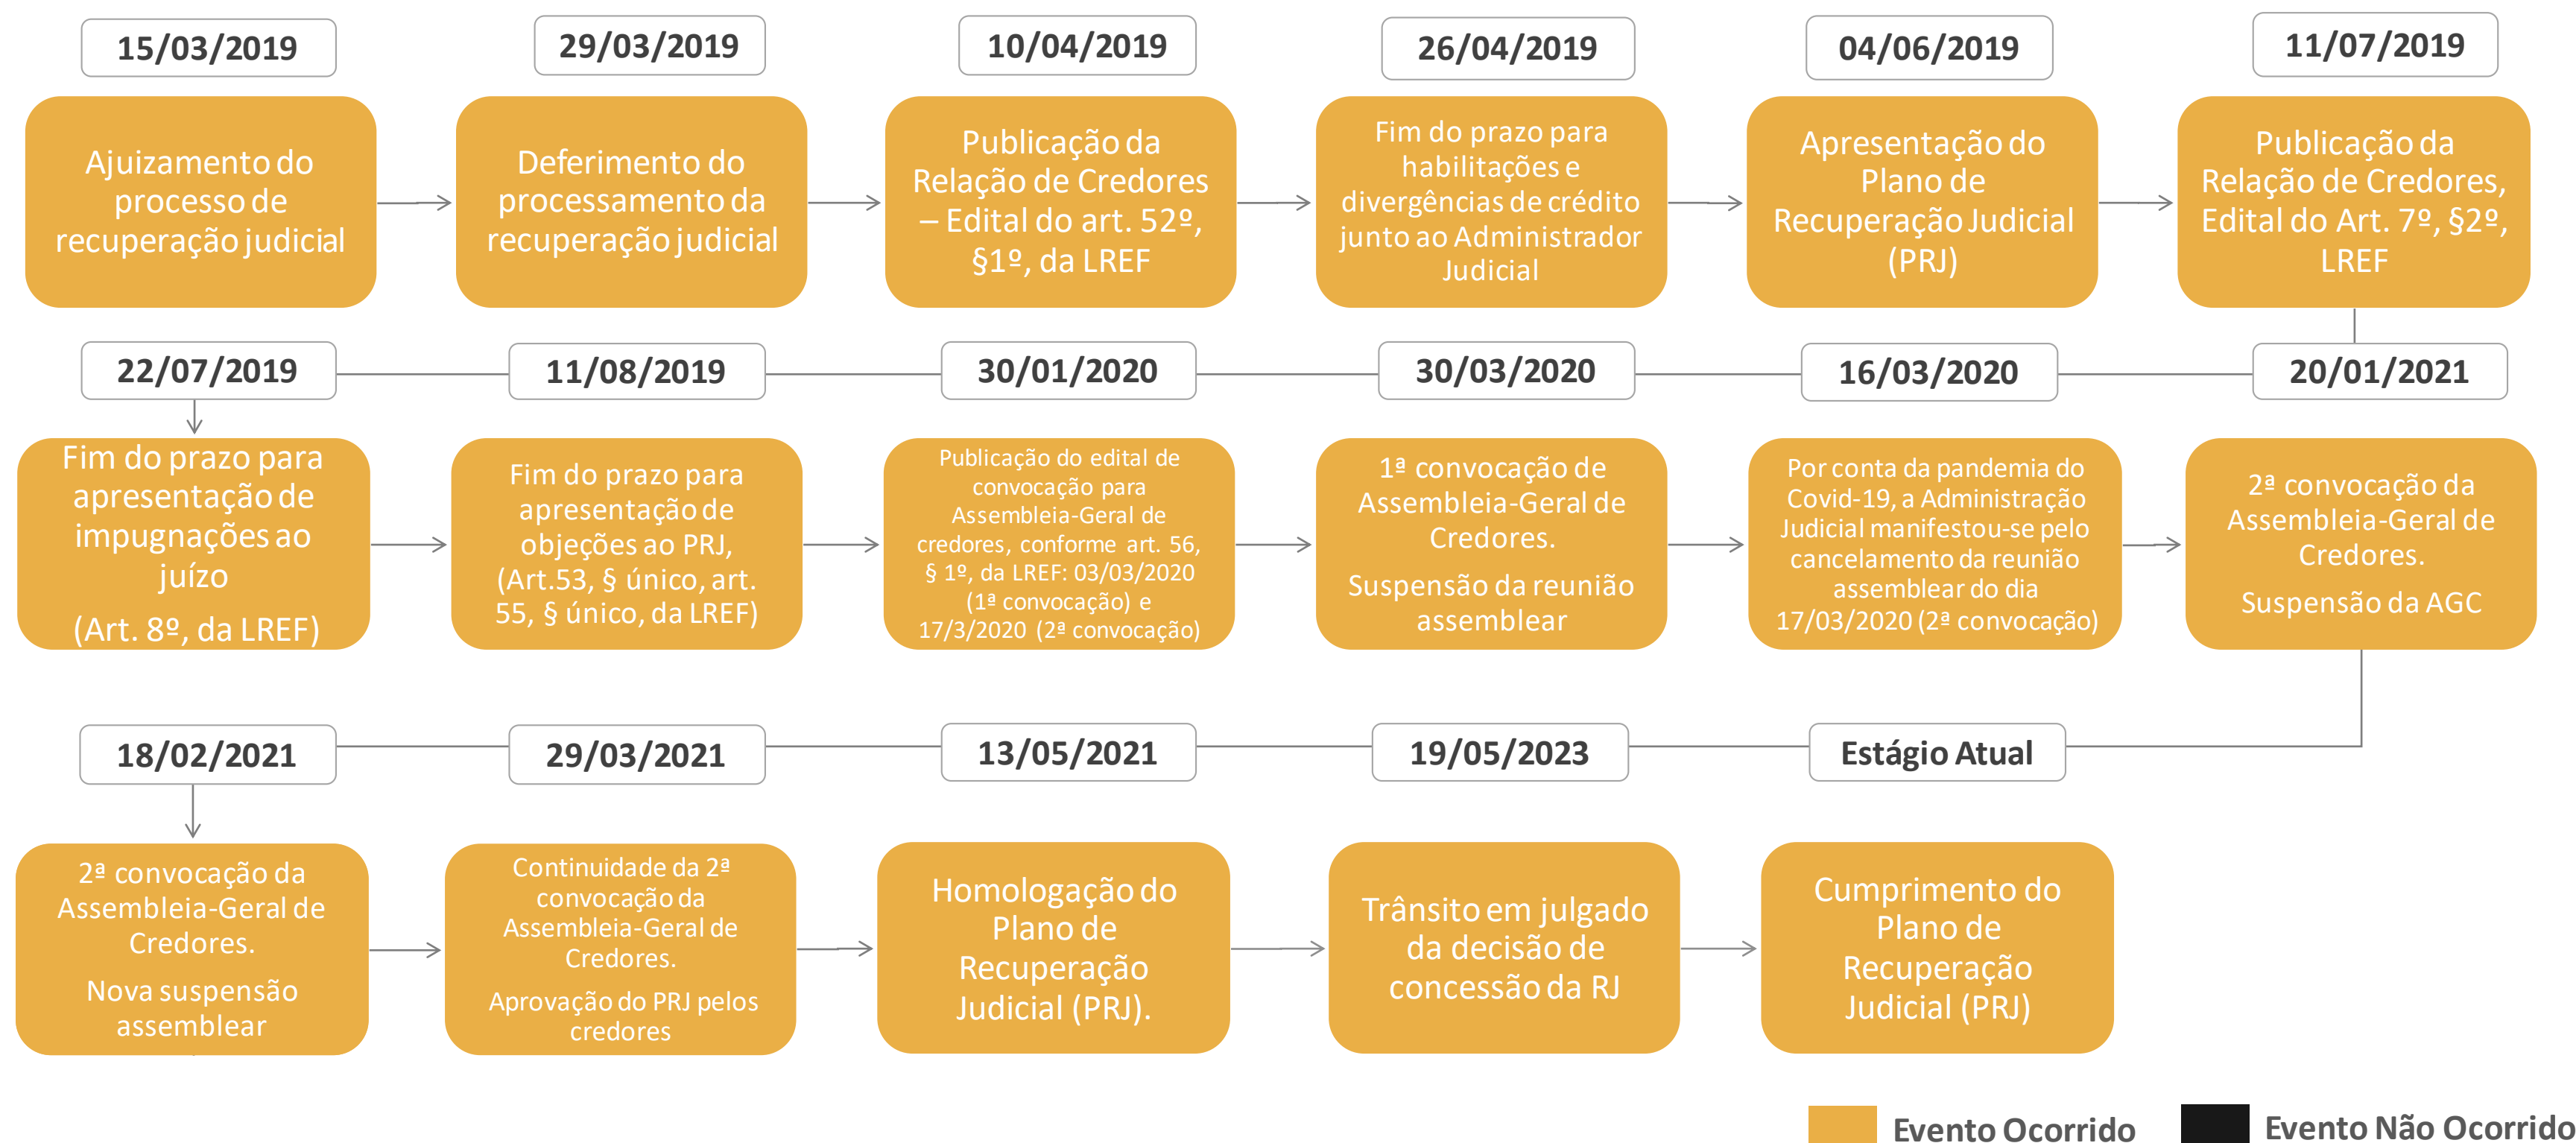 15/03/2019
Ajuizamento do
processo de
recuperação judicial
29/03/2019
Deferimento do
processamento da
recuperação judicial
10/04/2019
Publicação da
Relação de Credores
– Edital do art. 52º,
§1º, da LREF
26/04/2019
Fim do prazo para
habilitações e
divergências de crédito
junto ao Administrador
Judicial
04/06/2019
Apresentação do
Plano de
Recuperação Judicial
(PRJ)
11/07/2019
Publicação da
Relação de Credores,
Edital do Art. 7º, §2º,
LREF
22/07/2019
Fim do prazo para
apresentação de
impugnações ao
juízo
(Art. 8º, da LREF)
11/08/2019
Fim do prazo para
apresentação de
objeções ao PRJ,
(Art.53, § único, art.
55, § único, da LREF)
30/01/2020
Publicação do edital de
convocação para
Assembleia-Geral de
credores, conforme art. 56,
§ 1º, da LREF: 03/03/2020
(1ª convocação) e
17/3/2020 (2ª convocação)
30/03/2020
1ª convocação de
Assembleia-Geral de
Credores.
Suspensão da reunião
assemblear
16/03/2020
Por conta da pandemia do
Covid-19, a Administração
Judicial manifestou-se pelo
cancelamento da reunião
assemblear do dia
17/03/2020 (2ª convocação)
20/01/2021
2ª convocação da
Assembleia-Geral de
Credores.
Suspensão da AGC
18/02/2021
2ª convocação da
Assembleia-Geral de
Credores.
Nova suspensão
assemblear
29/03/2021
Continuidade da 2ª
convocação da
Assembleia-Geral de
Credores.
Aprovação do PRJ pelos
credores
13/05/2021
Homologação do
Plano de
Recuperação
Judicial (PRJ).
19/05/2023
Trânsito em julgado
da decisão de
concessão da RJ
Estágio Atual
Cumprimento do
Plano de
Recuperação
Judicial (PRJ)
Evento Ocorrido
Evento Não Ocorrido